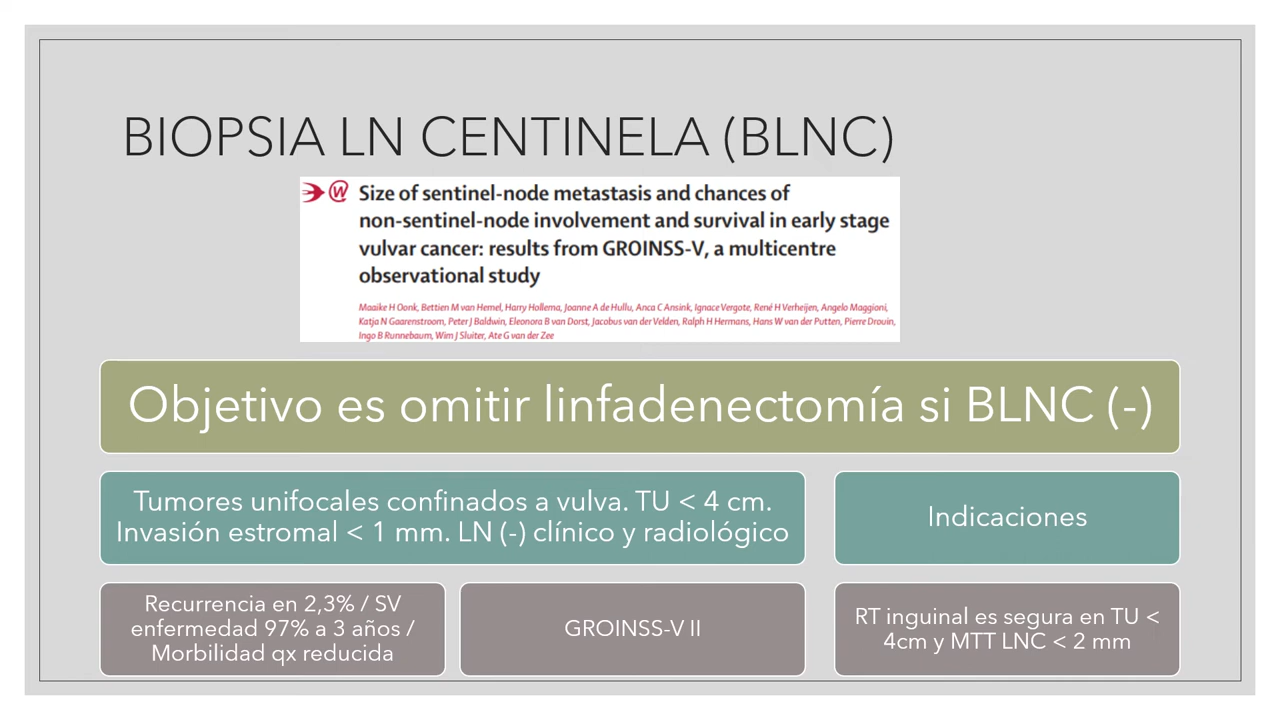 BIOPSIA LN CENTINELA (BLNC)
Size of sentinel-node metastasis and chances of
non-sentinel-node involvement and survival in early stage
vulvar cancer: results from GROINSS-V, a multicentre
observational study
Maaike H Oonk, Bettien M van Hemel, Harry Hollema, Joanne A de Hullu, Anca C Ansink, Ignace Vergote, René H Verheijen, Angelo Maggioni,
Katja N Gaarenstroom, Peter J Baldwin, Eleonora B van Dorst, Jacobus van der Velden, Ralph H Hermans, Hans W van der Putten, Pierre Drouin,
Ingo B Runnebaum, Wim J Sluiter, Ate G van der Zee
Objetivo es omitir linfadenectomía si BLNC (-)
Tumores unifocales confinados a vulva. TU < 4 cm.
Invasión estromal < 1 mm. LN (-) clínico y radiológico
Indicaciones
Recurrencia en 2,3% / SV
enfermedad 97% a 3 años /
Morbilidad qx reducida
GROINSS-V II
RT inguinal es segura en TU <
4cm y MTT LNC < 2 mm